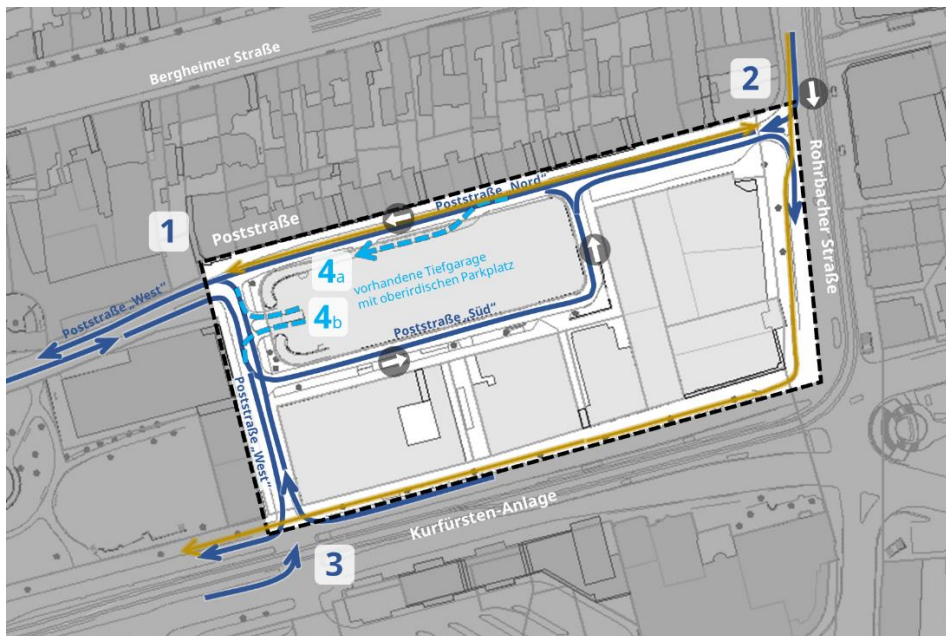 Bergheimer Straße
2
Rohrbacher Straße
Poststraße „Nord“
Poststraße
1
4a
vorhandene Tiefgarage
mit oberirdischen Parkplatz
4b
Poststraße „West“
Poststraße „Süd“
Poststraße „West“
Kurfürsten-Anlage
3